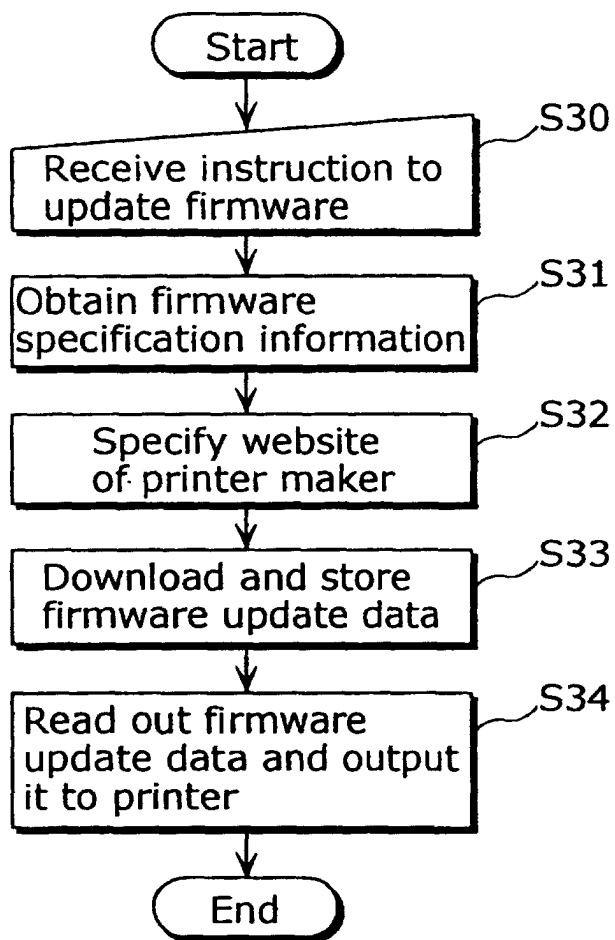 Start
S30
Receive instruction to
update firmware
S31
Obtain firmware
specification information
S32
Specify website
of printer maker
S33
Download and store
firmware update data
S34
Read out firmware
update data and output
it to printer
End